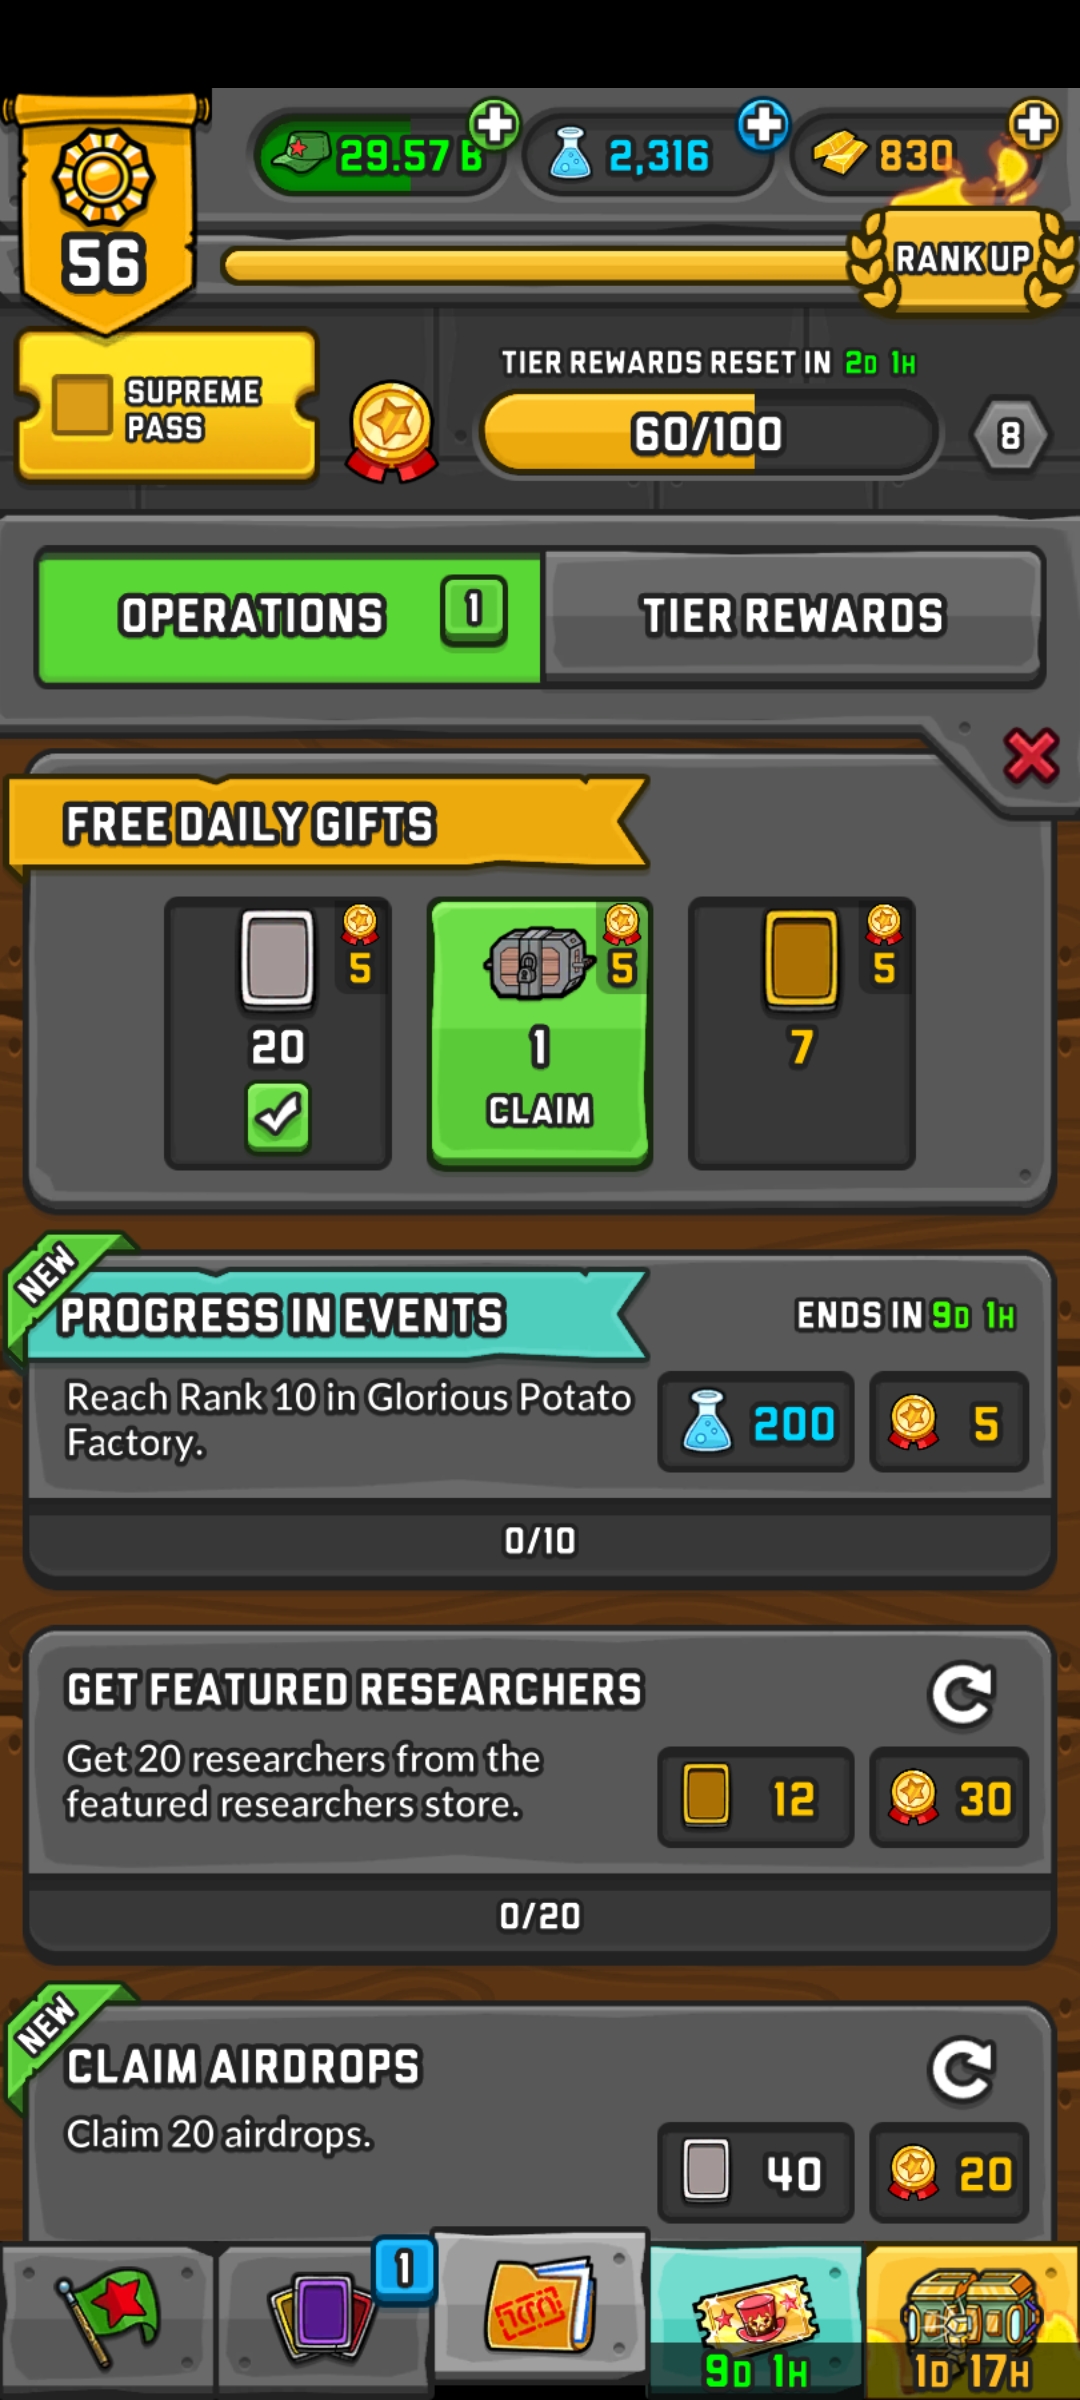 29.57 B
2,316
830
56
RANK UP
SUPREME
PASS
TIER REWARDS RESET IN 2D 1H
60/100
8
OPERATIONS
1
TIER REWARDS
FREE DAILY GIFTS
5
20
5
1
CLAIM
5
7
NEW
PROGRESS IN EVENTS
ENDS IN 9D 1H
Reach Rank 10 in Glorious Potato
Factory.
200
5
0/10
GET FEATURED RESEARCHERS
Get 20 researchers from the
featured researchers store.
12
30
0/20
NEW
CLAIM AIRDROPS
Claim 20 airdrops.
40
20
1
9D 1H
1D 17H